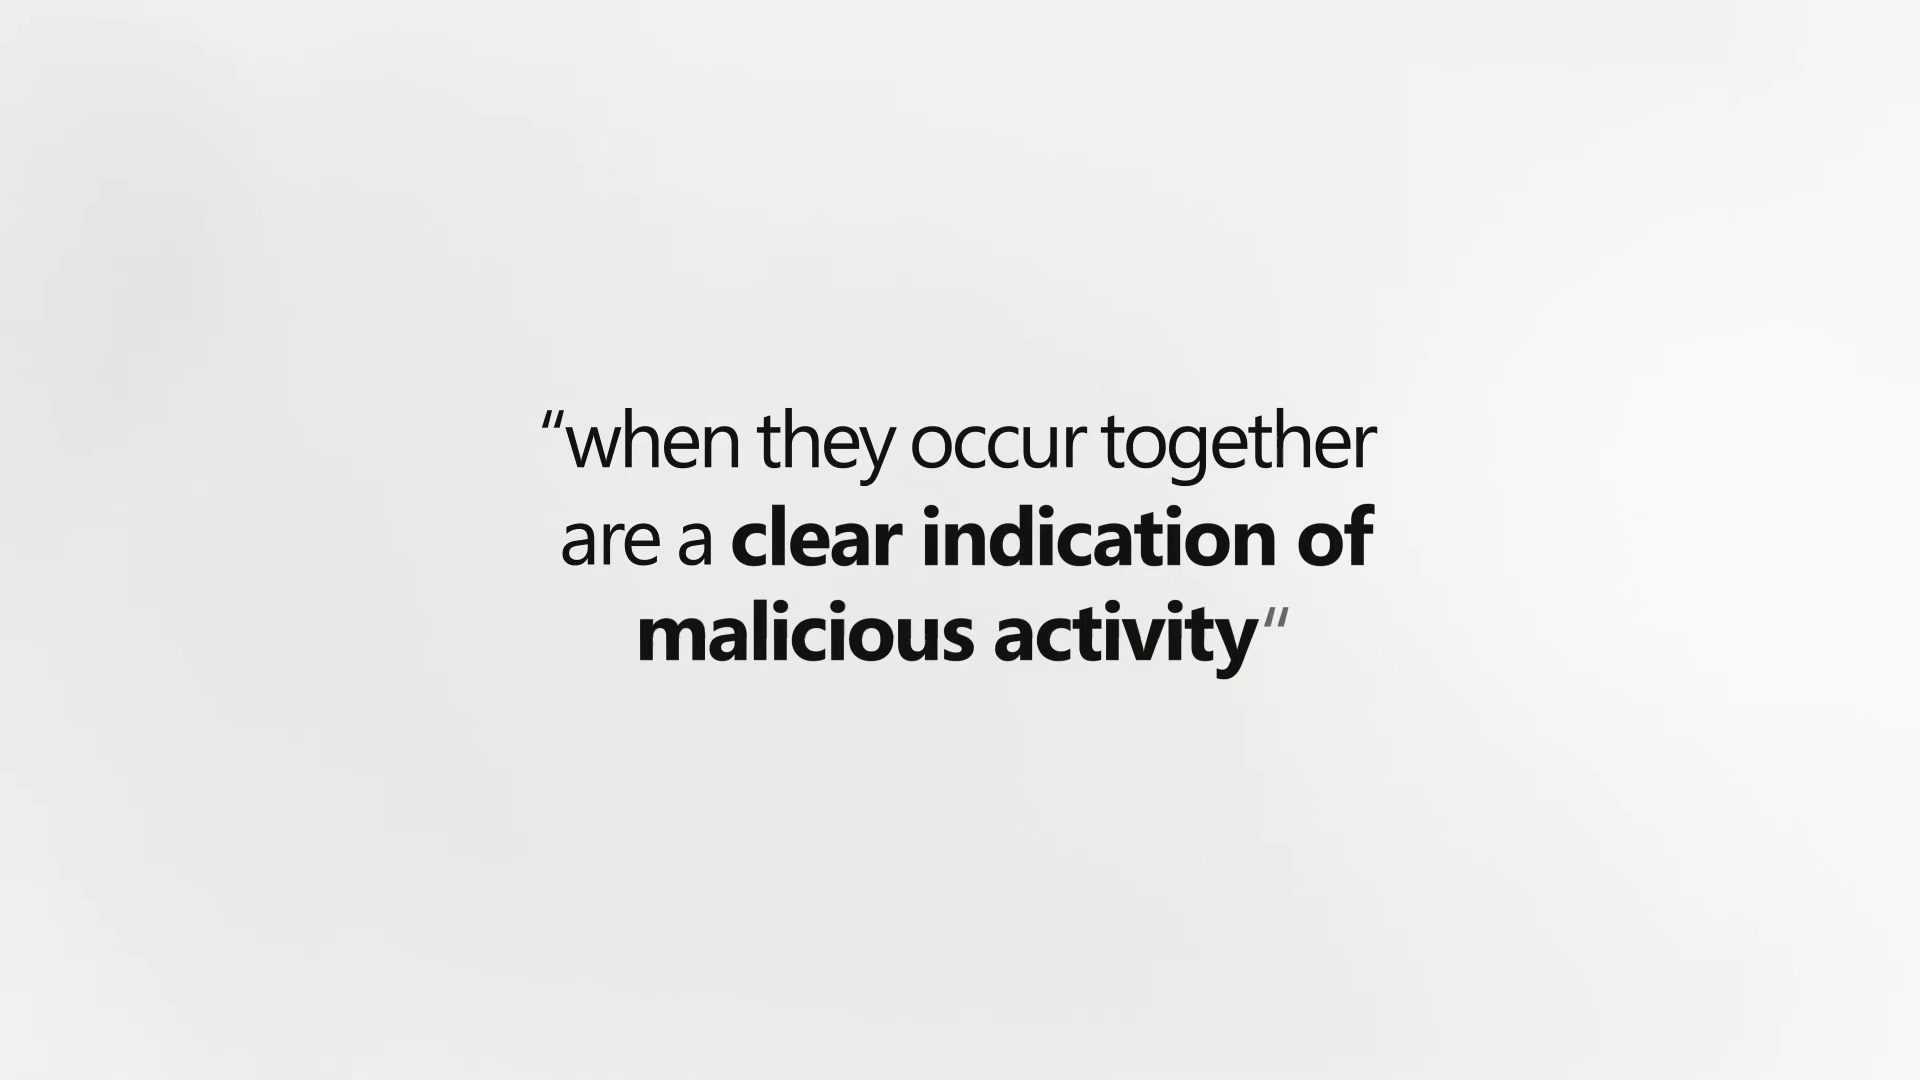 “when they occur together
are a clear indication of
malicious activity“